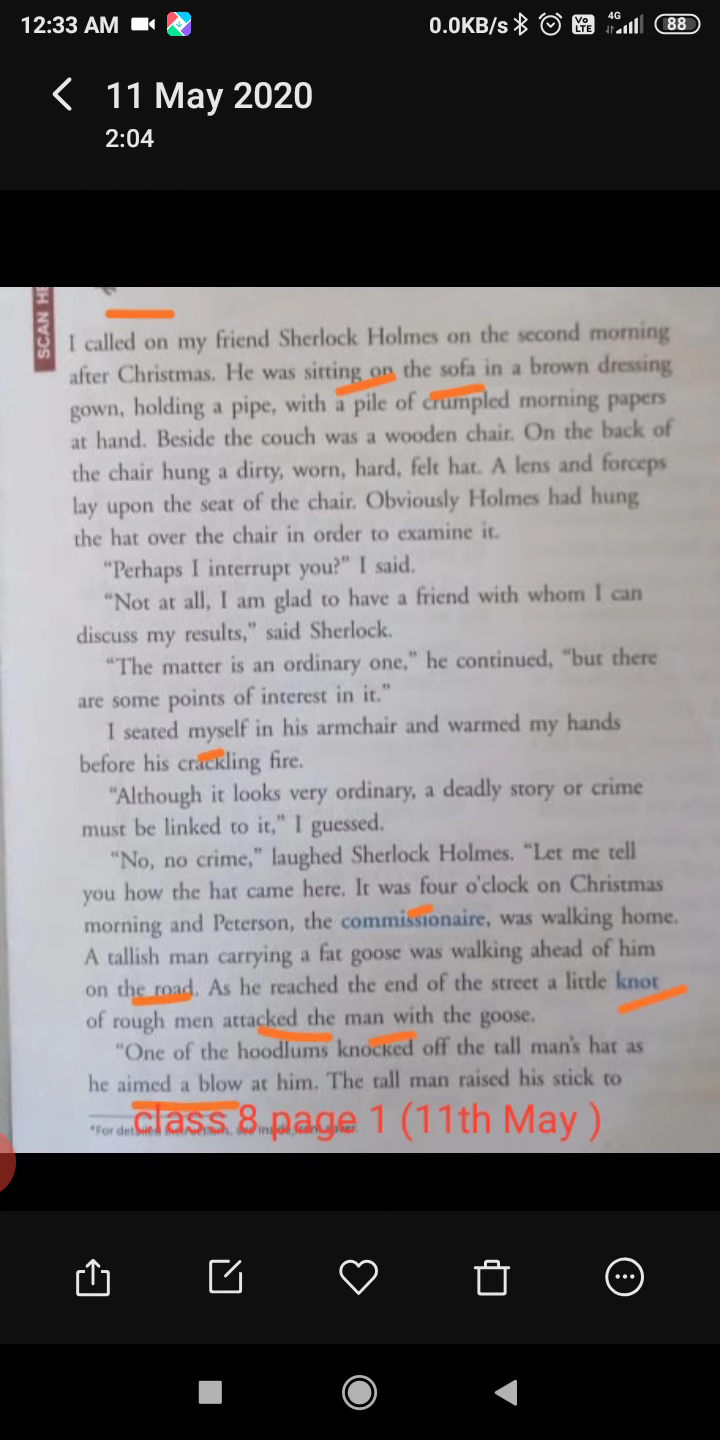 12:33 AM
0.0KB/s Vo LTE 4G 88
11 May 2020
2:04
SCAN
I called on my friend Sherlock Holmes on the second morning
after Christmas. He was sitting on the sofa in a brown dressing
gown, holding a pipe, with a pile of crumpled morning papers
at hand. Beside the couch was a wooden chair. On the back of
the chair hung a dirty, worn, hard, felt hat. A lens and forceps
lay upon the seat of the chair. Obviously Holmes had hung
the hat over the chair in order to examine it.
“Perhaps I interrupt you?” I said.
“Not at all, I am glad to have a friend with whom I can
discuss my results,” said Sherlock.
“The matter is an ordinary one,” he continued, “but there
are some points of interest in it.”
I seated myself in his armchair and warmed my hands
before his crackling fire.
“Although it looks very ordinary, a deadly story or crime
must be linked to it,” I guessed.
“No, no crime,” laughed Sherlock Holmes. “Let me tell
you how the hat came here. It was four o'clock on Christmas
morning and Peterson, the commissionaire, was walking home.
A tallish man carrying a fat goose was walking ahead of him
on the road. As he reached the end of the street a little knot
of rough men attacked the man with the goose.
“One of the hoodlums knocked off the tall man's hat as
he aimed a blow at him. The tall man raised his stick to
class 8 page 1 (11th May )
*For